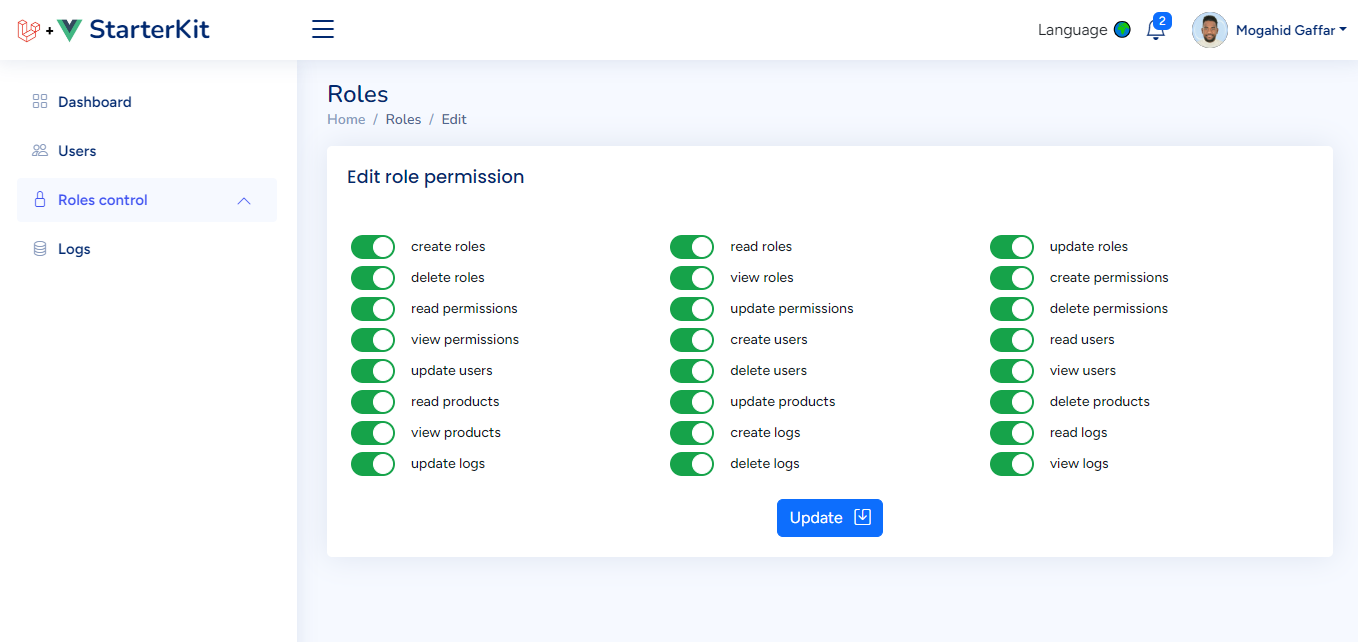 + StarterKit
Language 2 Mogahid Gaffar
Dashboard
Users
Roles control
Logs
Roles
Home / Roles / Edit
Edit role permission
create roles read roles update roles
delete roles view roles create permissions
read permissions update permissions delete permissions
view permissions create users read users
update users delete users view users
read products update products delete products
view products create logs read logs
update logs delete logs view logs
Update